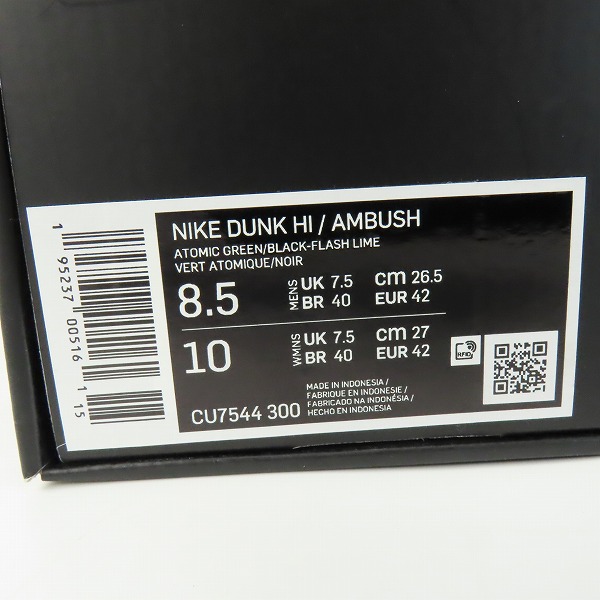 NIKE DUNK HI / AMBUSH
ATOMIC GREEN/BLACK-FLASH LIME
VERT ATOMIQUE/NOIR
8.5 MENS UK 7.5 CM 26.5
BR 40 EUR 42
10 WMNS UK 7.5 CM 27
BR 40 EUR 42
RFID
CU7544 300
MADE IN INDONESIA /
FABRIQUE EN INDONESIE /
FABRICADO NA INDONÉSIA /
HECHO EN INDONESIA
1 95237 00516 1 15